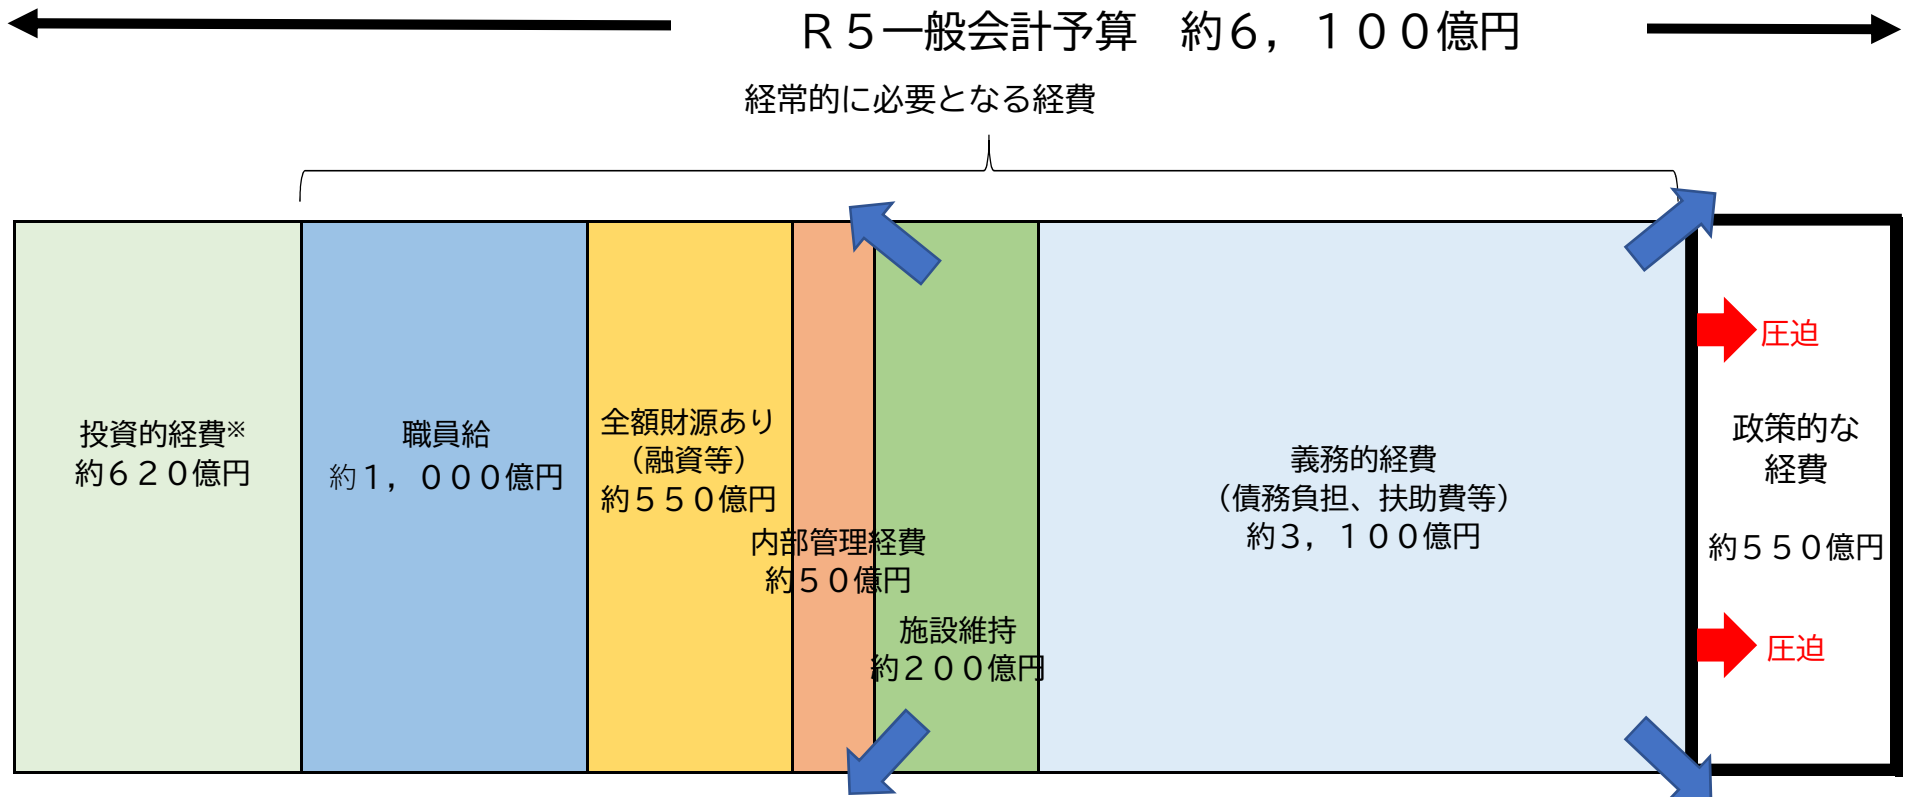 R5一般会計予算　約6,100億円
経常的に必要となる経費
投資的経費※
約620億円
職員給
約1,000億円
全額財源あり
(融資等)
約550億円
内部管理経費
約50億円
施設維持
約200億円
義務的経費
(債務負担、扶助費等)
約3,100億円
圧迫
政策的な
経費
約550億円
圧迫